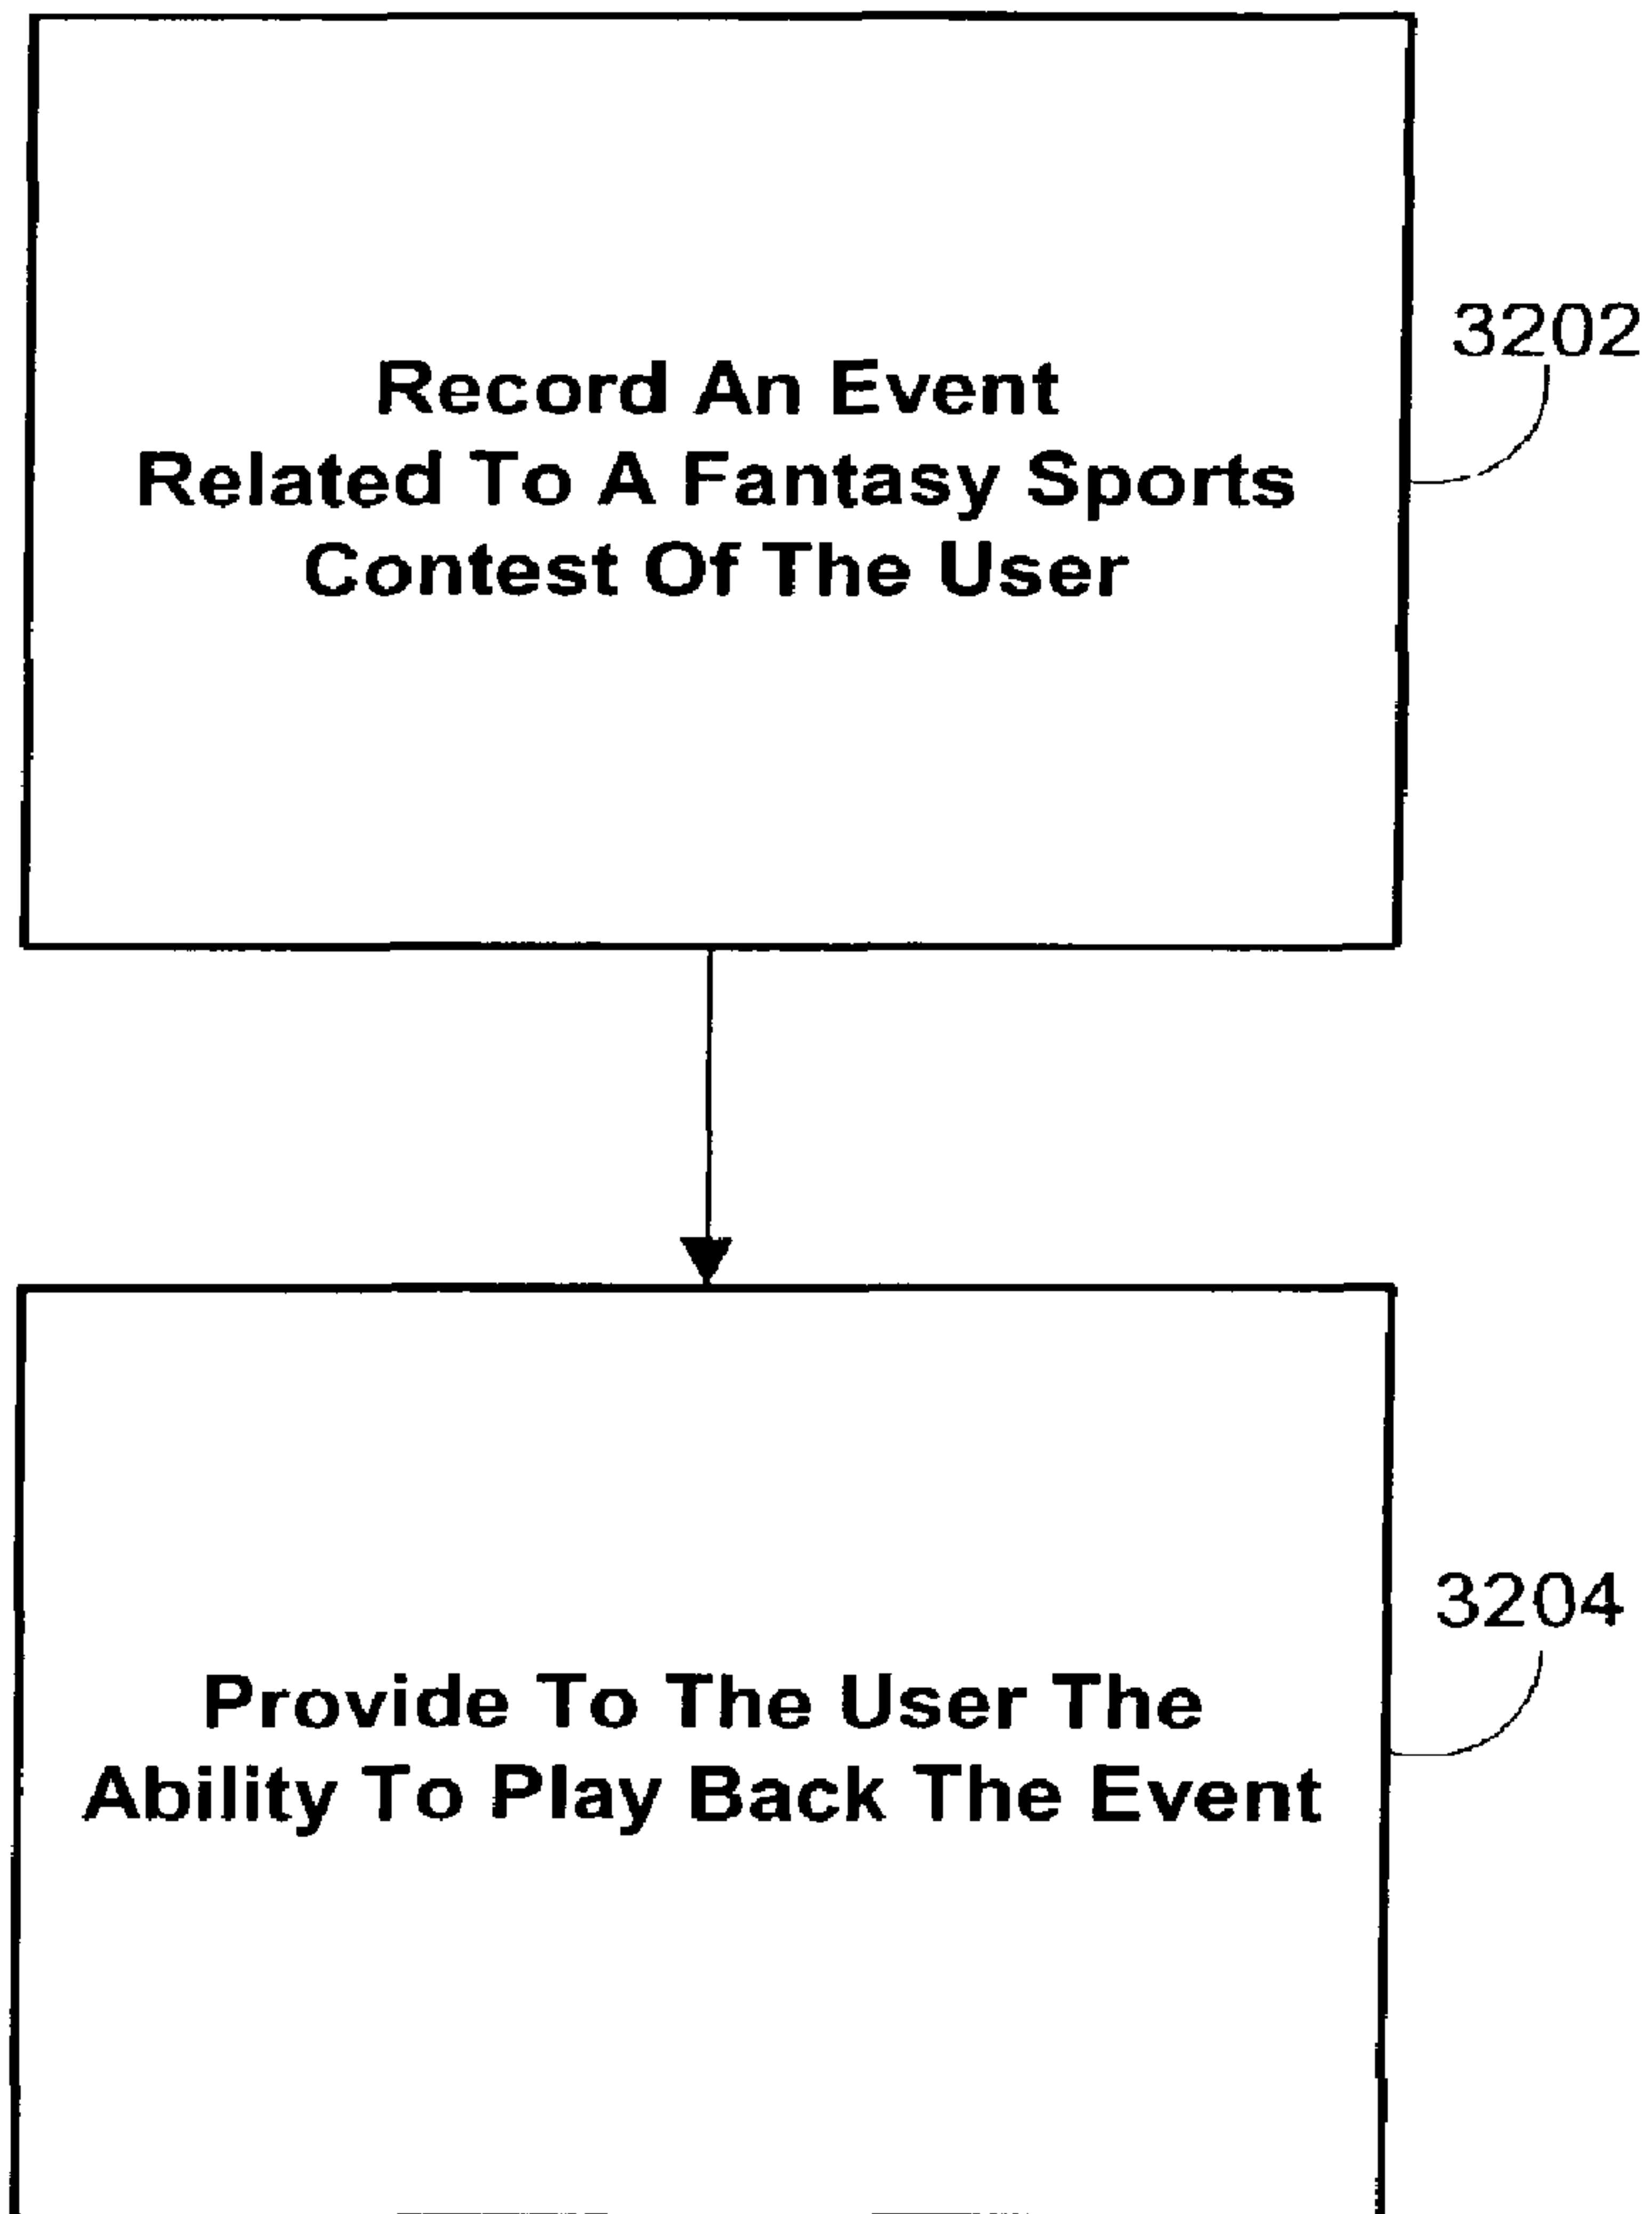 Record An Event
Related To A Fantasy Sports
Contest Of The User
3202
Provide To The User The
Ability To Play Back The Event
3204